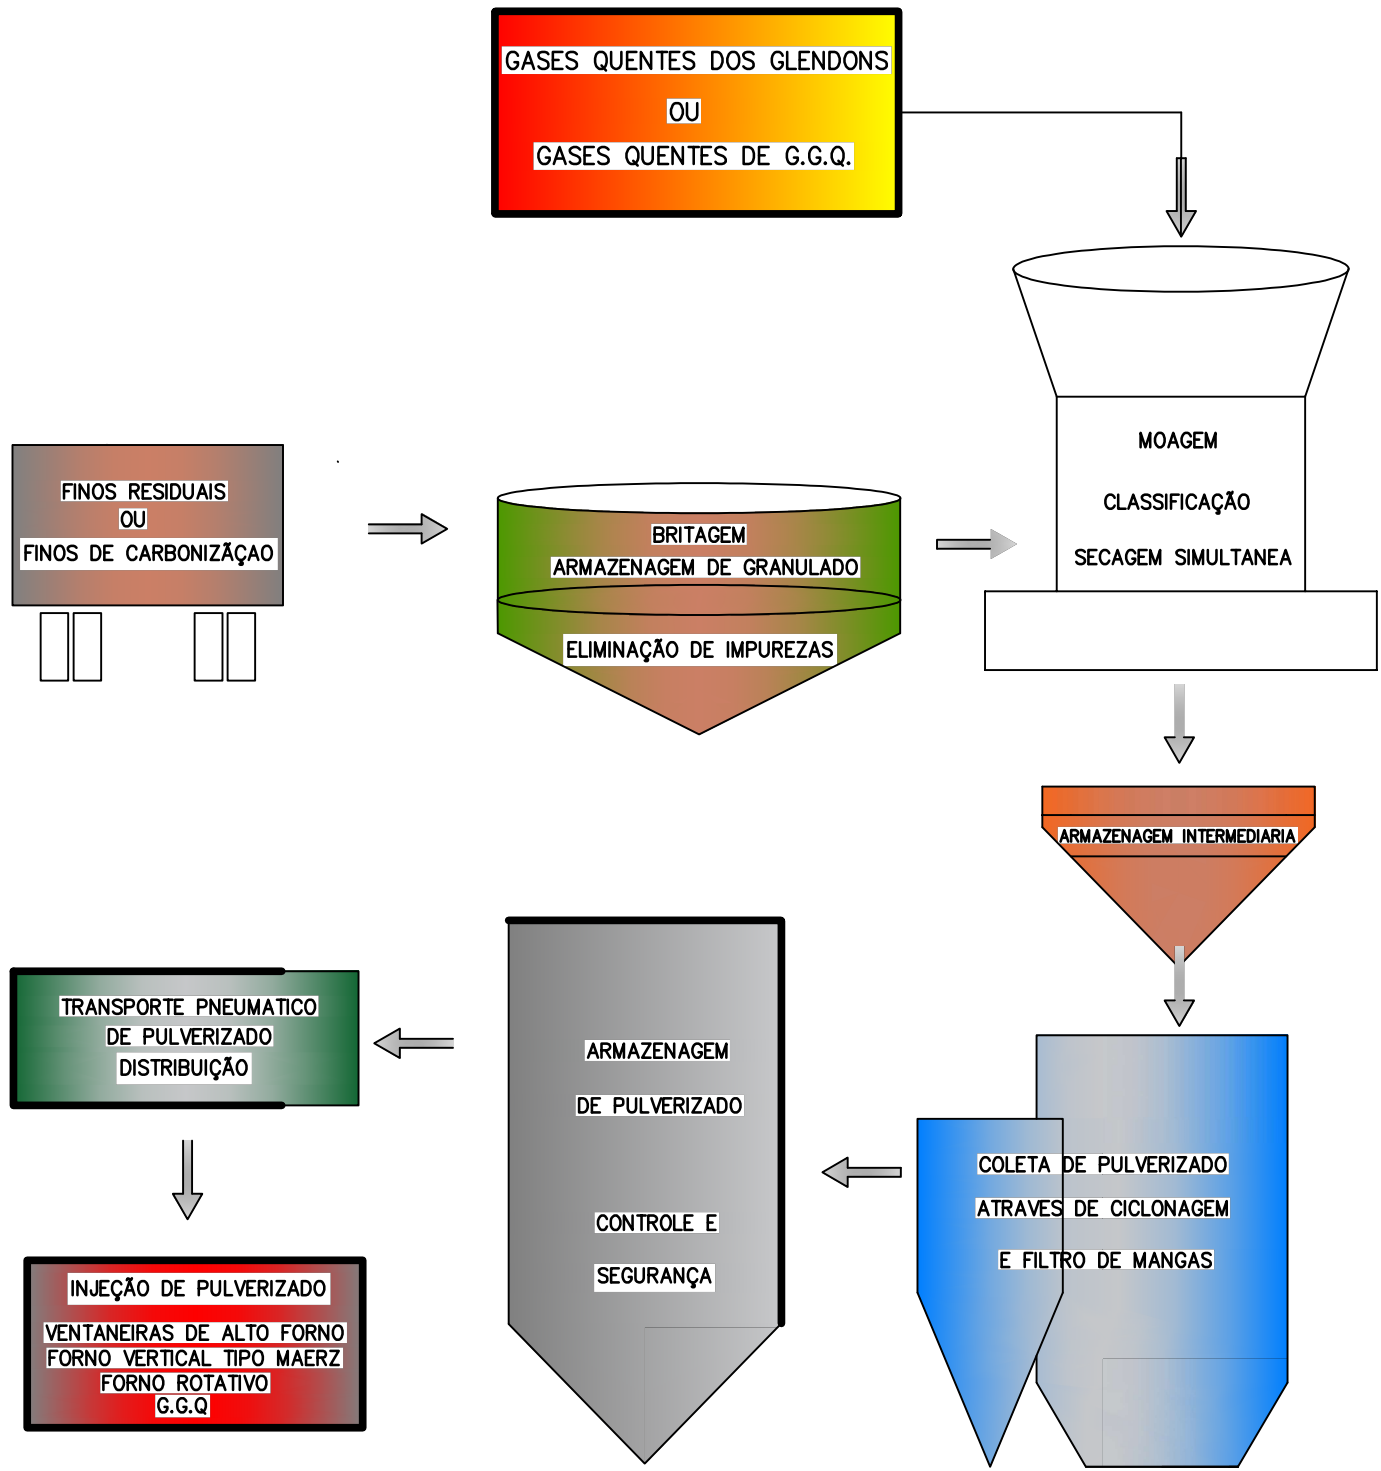 GASES QUENTES DOS GLENDONS
OU
GASES QUENTES DE G.G.Q.
FINOS RESIDUAIS
OU
FINOS DE CARBONIZÃÇAO
BRITAGEM
ARMAZENAGEM DE GRANULADO
ELIMINAÇÃO DE IMPUREZAS
MOAGEM
CLASSIFICAÇÃO
SECAGEM SIMULTANEA
ARMAZENAGEM INTERMEDIARIA
COLETA DE PULVERIZADO
ATRAVES DE CICLONAGEM
E FILTRO DE MANGAS
ARMAZENAGEM
DE PULVERIZADO
CONTROLE E
SEGURANÇA
TRANSPORTE PNEUMATICO
DE PULVERIZADO
DISTRIBUIÇÃO
INJEÇÃO DE PULVERIZADO
VENTANEIRAS DE ALTO FORNO
FORNO VERTICAL TIPO MAERZ
FORNO ROTATIVO
G.G.Q